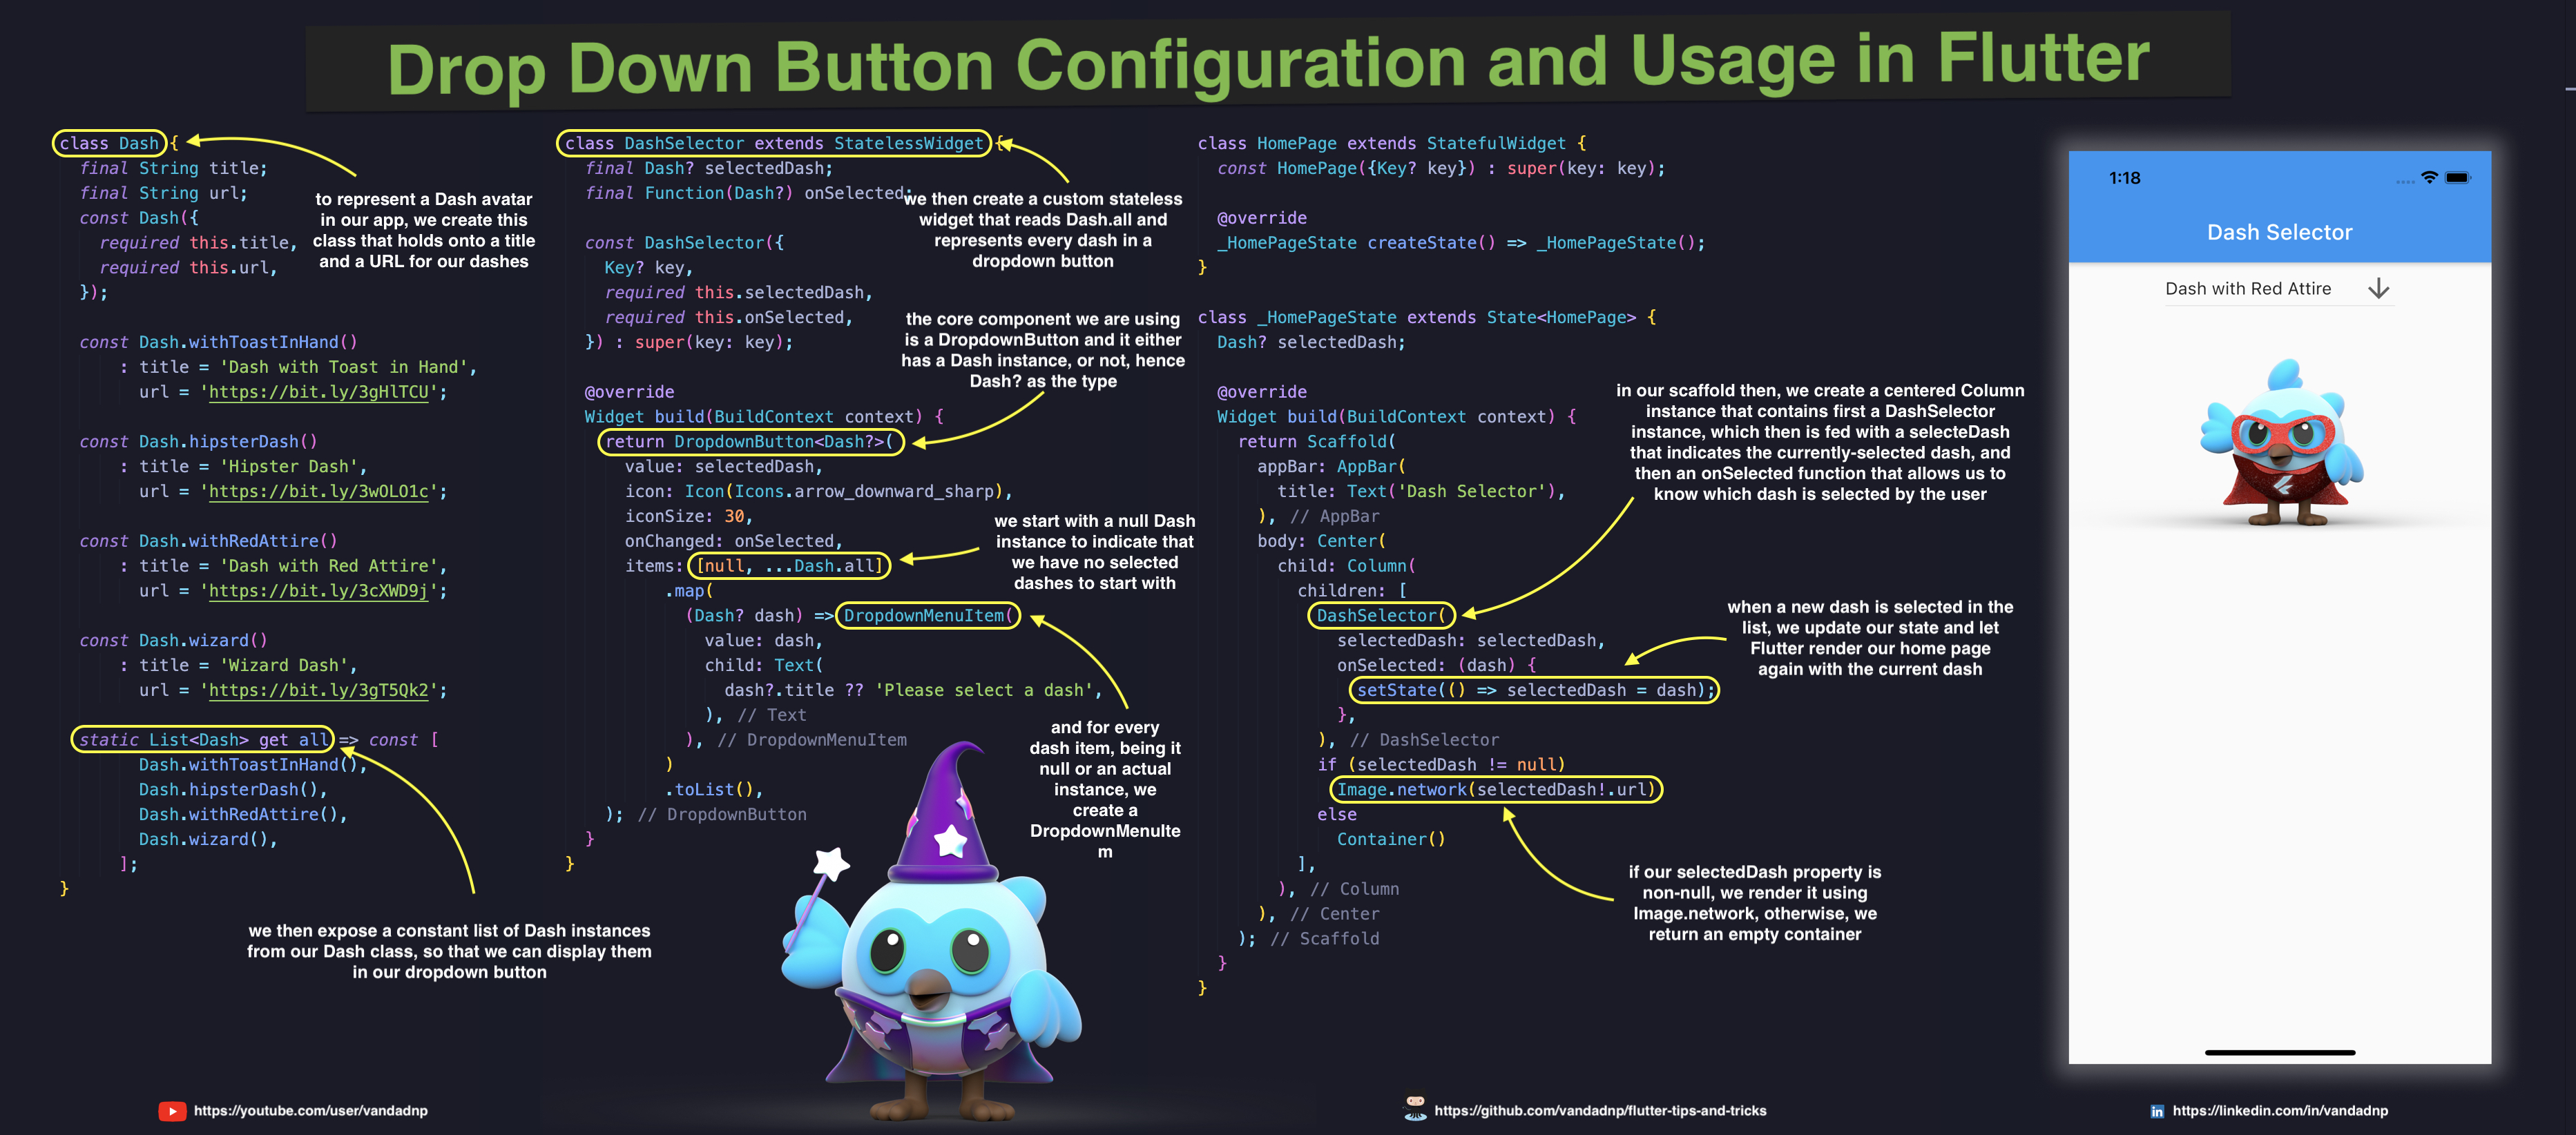 Drop Down Button Configuration and Usage in Flutter
class Dash {
final String title;
final String url;
const Dash({
required this.title,
required this.url,
});
const Dash.withToastInHand()
: title = 'Dash with Toast in Hand',
url = 'https://bit.ly/3gHlTCU';
const Dash.hipsterDash()
: title = 'Hipster Dash',
url = 'https://bit.ly/3wOLO1c';
const Dash.withRedAttire()
: title = 'Dash with Red Attire',
url = 'https://bit.ly/3cXWD9j';
const Dash.wizard()
: title = 'Wizard Dash',
url = 'https://bit.ly/3gT5Qk2';
static List<Dash> get all => const [
Dash.withToastInHand(),
Dash.hipsterDash(),
Dash.withRedAttire(),
Dash.wizard(),
];
}
to represent a Dash avatar
in our app, we create this
class that holds onto a title
and a URL for our dashes
we then expose a constant list of Dash instances
from our Dash class, so that we can display them
in our dropdown button
class DashSelector extends StatelessWidget {
final Dash? selectedDash;
final Function(Dash?) onSelected;
const DashSelector({
Key? key,
required this.selectedDash,
required this.onSelected,
}) : super(key: key);
@override
Widget build(BuildContext context) {
return DropdownButton<Dash?>(
value: selectedDash,
icon: Icon(Icons.arrow_downward_sharp),
iconSize: 30,
onChanged: onSelected,
items: [null, ...Dash.all]
.map(
(Dash? dash) => DropdownMenuItem(
value: dash,
child: Text(
dash?.title ?? 'Please select a dash',
), // Text
), // DropdownMenuItem
)
.toList(),
); // DropdownButton
}
}
we then create a custom stateless
widget that reads Dash.all and
represents every dash in a
dropdown button
the core component we are using
is a DropdownButton and it either
has a Dash instance, or not, hence
Dash? as the type
we start with a null Dash
instance to indicate that
we have no selected
dashes to start with
and for every
dash item, being it
null or an actual
instance, we
create a
DropdownMenuIte
m
class HomePage extends StatefulWidget {
const HomePage({Key? key}) : super(key: key);
@override
_HomePageState createState() => _HomePageState();
}
class _HomePageState extends State<HomePage> {
Dash? selectedDash;
@override
Widget build(BuildContext context) {
return Scaffold(
appBar: AppBar(
title: Text('Dash Selector'),
), // AppBar
body: Center(
child: Column(
children: [
DashSelector(
selectedDash: selectedDash,
onSelected: (dash) {
setState(() => selectedDash = dash);
},
), // DashSelector
if (selectedDash != null)
Image.network(selectedDash!.url)
else
Container()
],
), // Column
), // Center
); // Scaffold
}
}
in our scaffold then, we create a centered Column
instance that contains first a DashSelector
instance, which then is fed with a selecteDash
that indicates the currently-selected dash, and
then an onSelected function that allows us to
know which dash is selected by the user
when a new dash is selected in the
list, we update our state and let
Flutter render our home page
again with the current dash
if our selectedDash property is
non-null, we render it using
Image.network, otherwise, we
return an empty container
1:18
Dash Selector
Dash with Red Attire
https://youtube.com/user/vandadnp
https://github.com/vandadnp/flutter-tips-and-tricks
in
https://linkedin.com/in/vandadnp